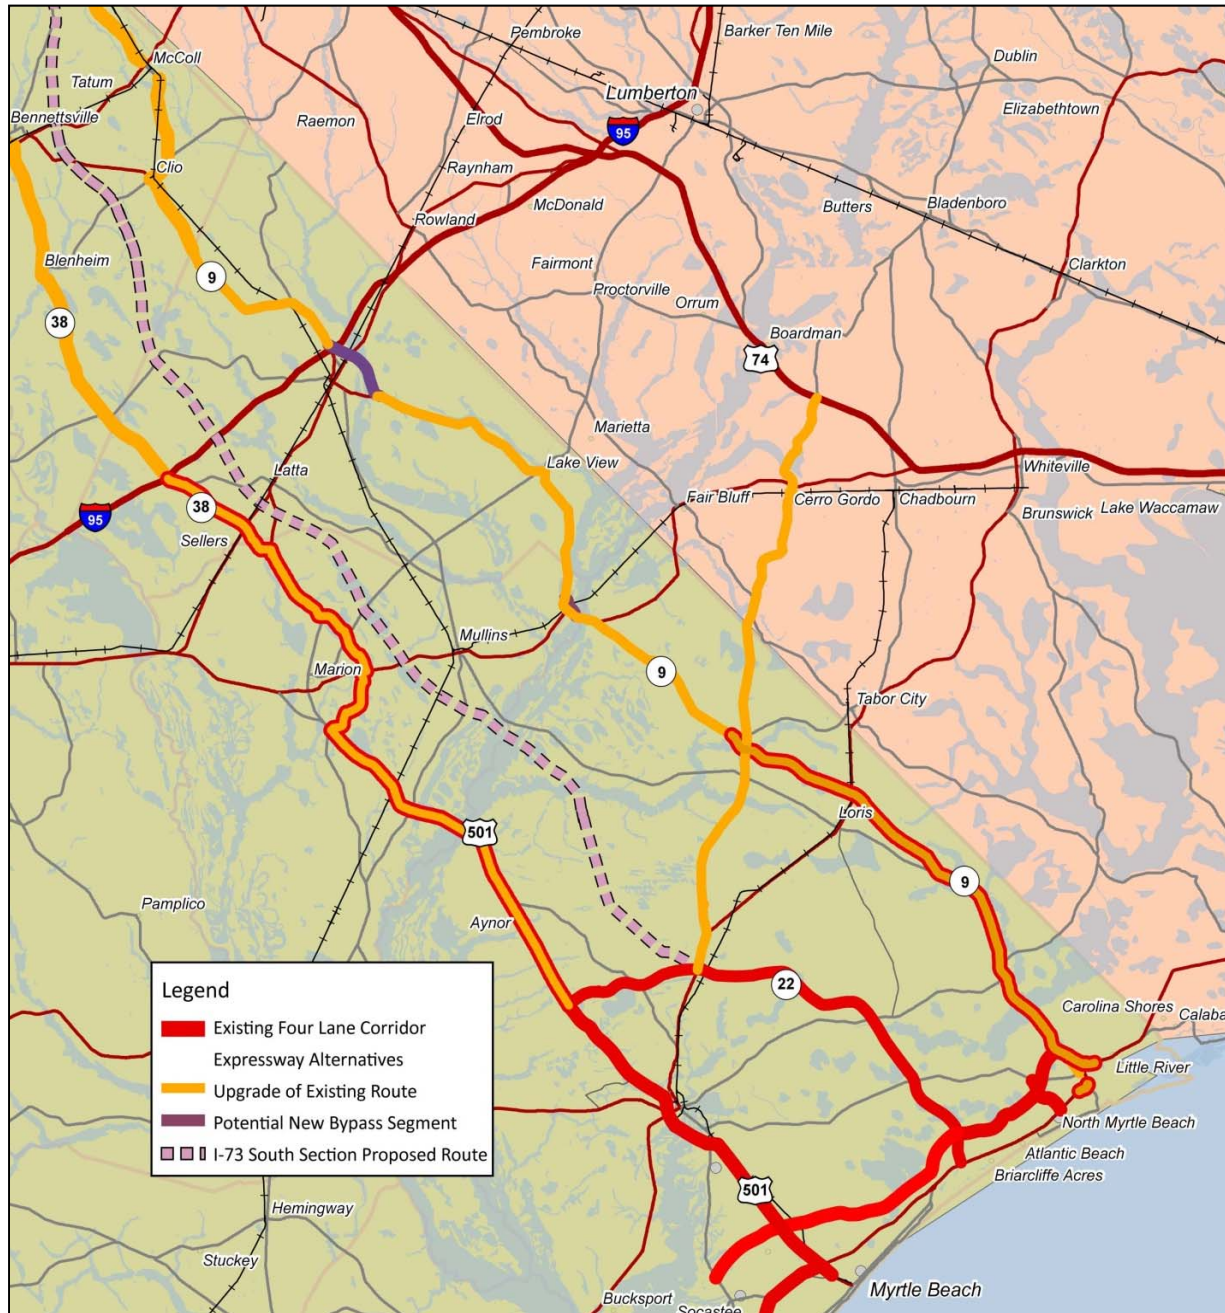 Pembroke
Barker Ten Mile
McColl
Dublin
Tatum
Lumberton
Elizabethtown
Bennettsville
Raemon
Elrod
95
Clio
Raynham
McDonald
Butters
Bladenboro
Rowland
Blenheim
9
Fairmont
Clarkton
Proctorville
Orrum
38
Boardman
74
Marietta
Latta
Lake View
Whiteville
Fair Bluff
Cerro Gordo
Chadbourn
38
95
Brunswick
Lake Waccamaw
Sellers
Mullins
Marion
9
Tabor City
501
Loris
9
Pamplico
Aynor
22
Legend
Existing Four Lane Corridor
Expressway Alternatives
Upgrade of Existing Route
Potential New Bypass Segment
I-73 South Section Proposed Route
Carolina Shores
Calaba
Little River
North Myrtle Beach
Atlantic Beach
Briarcliffe Acres
501
Hemingway
Stuckey
Myrtle Beach
Bucksport
Socastee